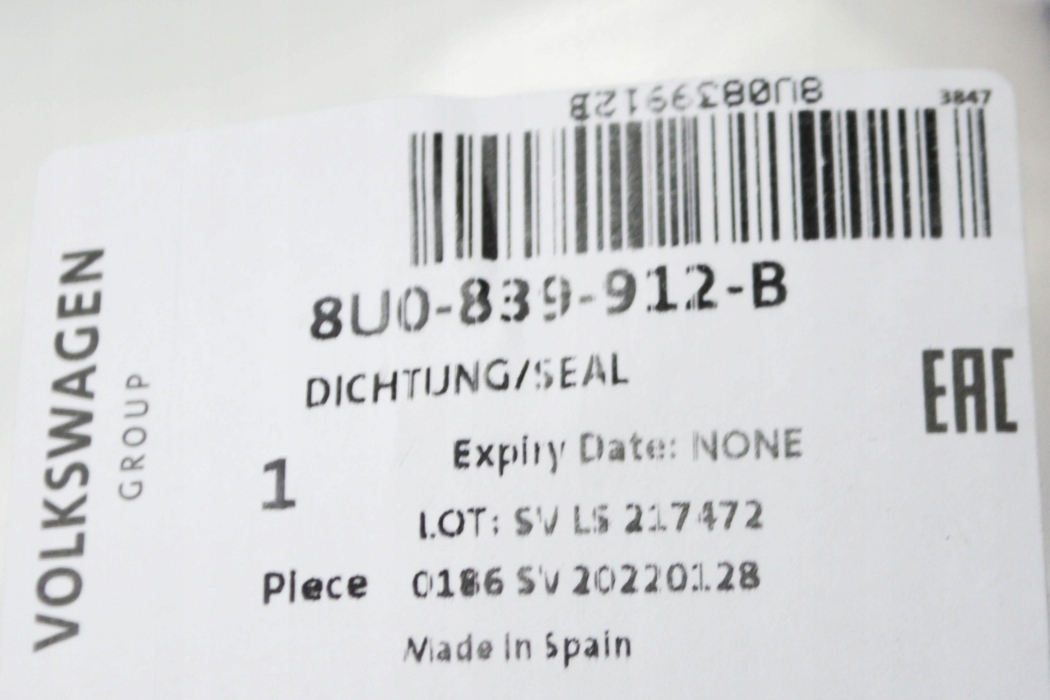 8U0839912B
3847
8U0-839-912-B
DICHTUNG/SEAL
EAC
Expiry Date: NONE
1
LOT: SV LS 217472
Piece 0186 SV 20220128
Made in Spain
VOLKSWAGEN
GROUP